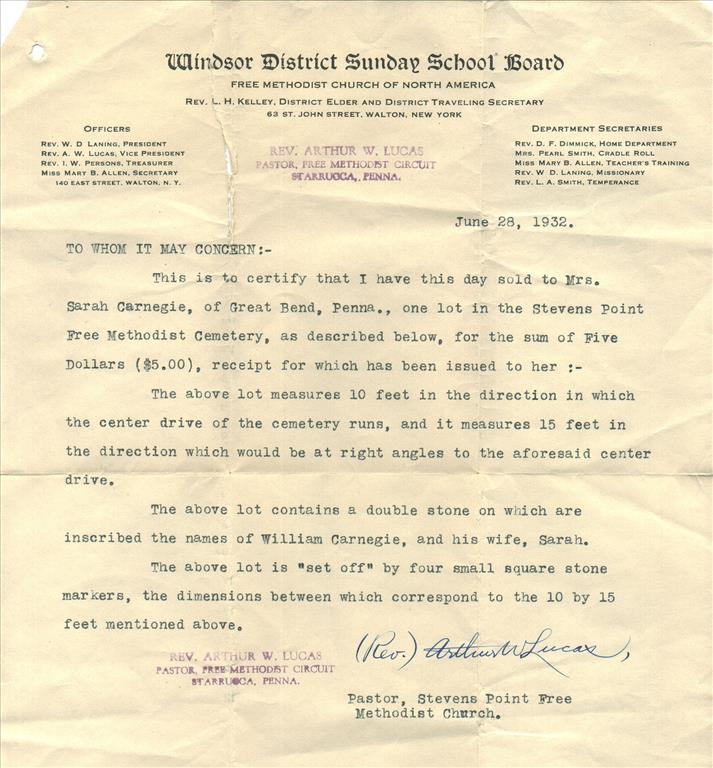 Windsor District Sunday School Board
FREE METHODIST CHURCH OF NORTH AMERICA
REV. L. H. KELLEY, DISTRICT ELDER AND DISTRICT TRAVELING SECRETARY
63 ST. JOHN STREET, WALTON, NEW YORK
OFFICERS
REV. W. D. LANING, PRESIDENT
REV. A. W. LUCAS, VICE PRESIDENT
REV. I. W. PERSONS, TREASURER
MISS MARY B. ALLEN, SECRETARY
140 EAST STREET, WALTON, N. Y.
REV. ARTHUR W. LUCAS
PASTOR, FREE METHODIST CIRCUIT
STARRUCCA, PENNA.
DEPARTMENT SECRETARIES
REV. D. F. DIMMICK, HOME DEPARTMENT
MRS. PEARL SMITH, CRADLE ROLL
MISS MARY B. ALLEN, TEACHER'S TRAINING
REV. W D. LANING, MISSIONARY
REV. L. A. SMITH, TEMPERANCE
June 28, 1932.
TO WHOM IT MAY CONCERN:-
This is to certify that I have this day sold to Mrs.
Sarah Carnegie, of Great Bend, Penna., one lot in the Stevens Point
Free Methodist Cemetery, as described below, for the sum of Five
Dollars ($5.00), receipt for which has been issued to her :-
The above lot measures 10 feet in the direction in which
the center drive of the cemetery runs, and it measures 15 feet in
the direction which would be at right angles to the aforesaid center
drive.
The above lot contains a double stone on which are
inscribed the names of William Carnegie, and his wife, Sarah.
The above lot is "set off" by four small square stone
markers, the dimensions between which correspond to the 10 by 15
feet mentioned above.
(Rev.) Arthur W Lucas,
REV. ARTHUR W. LUCAS
PASTOR, FREE METHODIST CIRCUIT
STARRUCCA, PENNA.
Pastor, Stevens Point Free
Methodist Church.